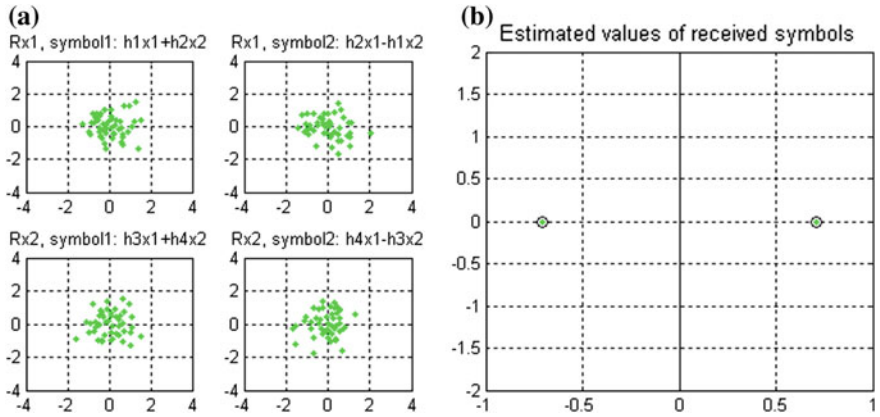 (a)
Rx1, symbol1: h1x1+h2x2
4
2
0
-2
-4
-4 -2 0 2 4
Rx1, symbol2: h2x1-h1x2
4
2
0
-2
-4
-4 -2 0 2 4
Rx2, symbol1: h3x1+h4x2
4
2
0
-2
-4
-4 -2 0 2 4
Rx2, symbol2: h4x1-h3x2
4
2
0
-2
-4
-4 -2 0 2 4
(b)
Estimated values of received symbols
2
1.5
1
0.5
0
-0.5
-1
-1.5
-2
-1 -0.5 0 0.5 1